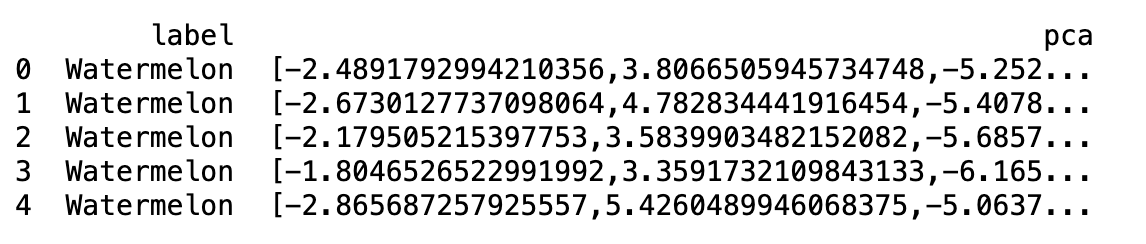 label pca
0 Watermelon [-2.4891792994210356,3.8066505945734748,-5.252...
1 Watermelon [-2.6730127737098064,4.782834441916454,-5.4078...
2 Watermelon [-2.179505215397753,3.5839903482152082,-5.6857...
3 Watermelon [-1.8046526522991992,3.3591732109843133,-6.165...
4 Watermelon [-2.865687257925557,5.4260489946068375,-5.0637...